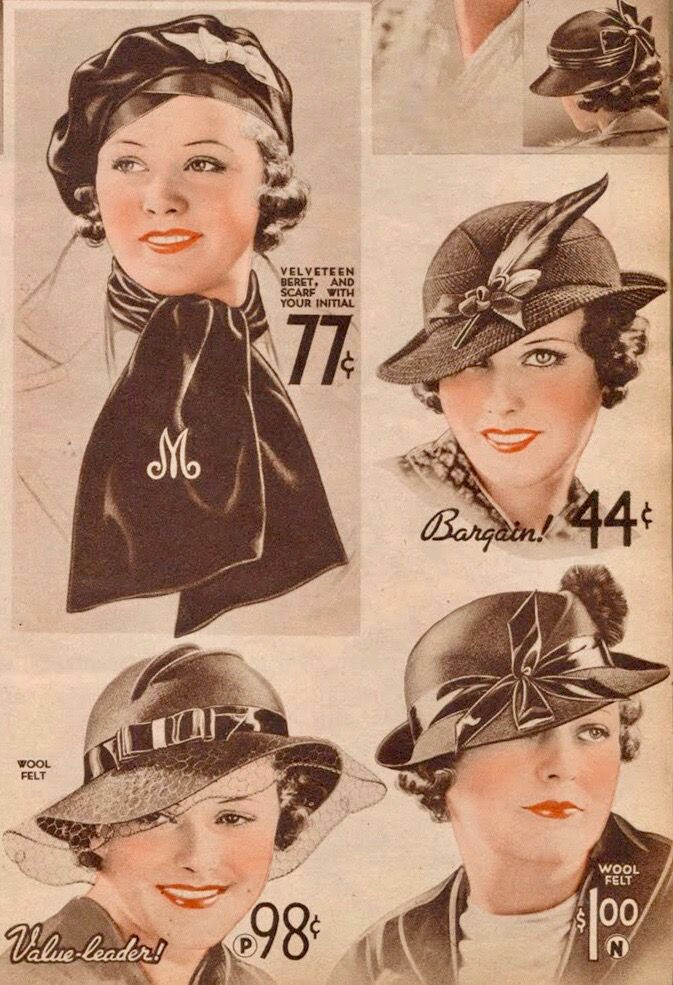 VELVETEEN
BERET, AND
SCARF WITH
YOUR INITIAL
77¢
M
Bargain! 44¢
WOOL
FELT
Value-leader!
P 98¢
WOOL
FELT
$1.00
N